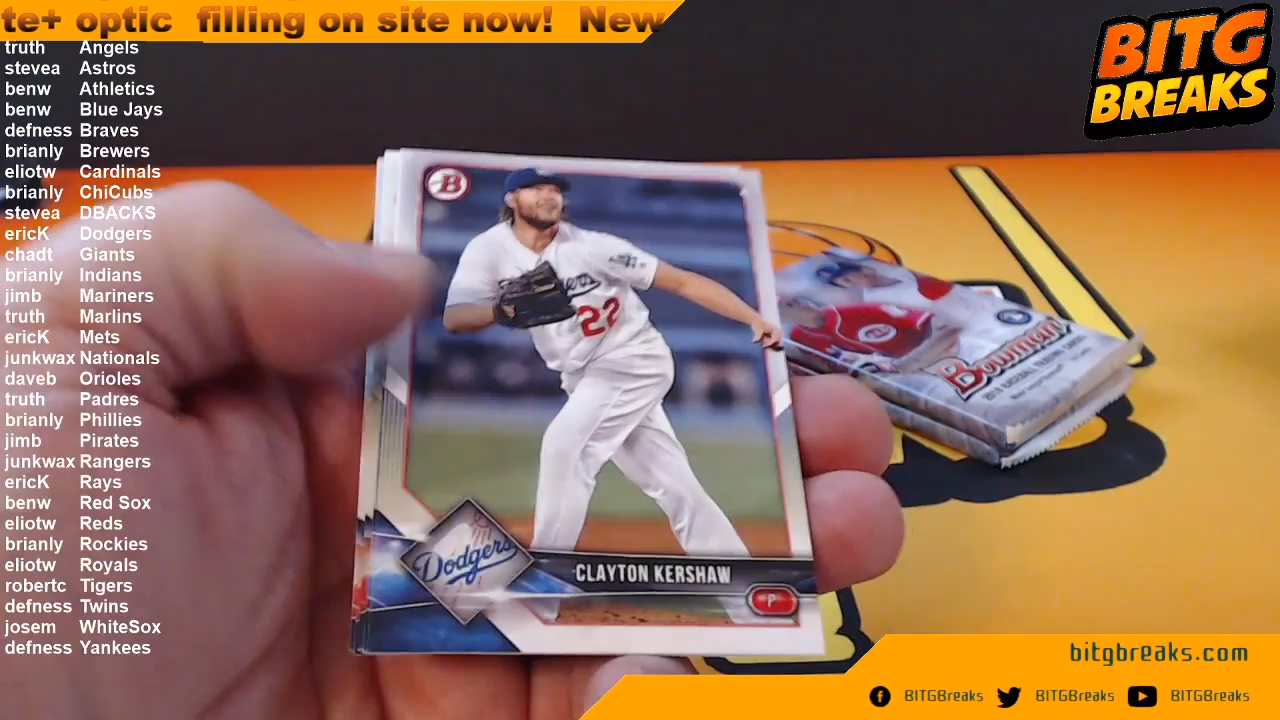 te+ optic filling on site now! New
BITG
BREAKS
truth Angels
stevea Astros
benw Athletics
benw Blue Jays
defness Braves
brianly Brewers
eliotw Cardinals
brianly ChiCubs
stevea DBACKS
ericK Dodgers
chadt Giants
brianly Indians
jimb Mariners
truth Marlins
ericK Mets
junkwax Nationals
daveb Orioles
truth Padres
brianly Phillies
jimb Pirates
junkwax Rangers
ericK Rays
benw Red Sox
eliotw Reds
brianly Rockies
eliotw Royals
robertc Tigers
defness Twins
josem WhiteSox
defness Yankees
B
22
Dodgers
CLAYTON KERSHAW
P
Bowman
bitgbreaks.com
BITGBreaks BITGBreaks BITGBreaks